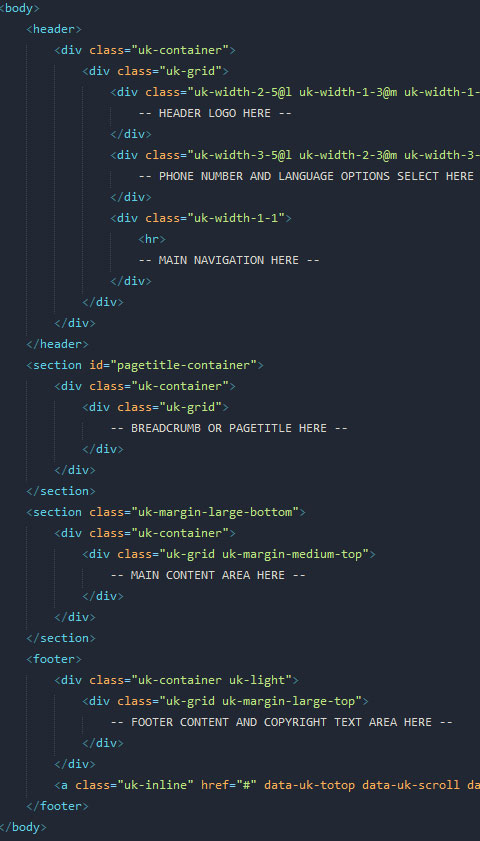 <body>
<header>
<div class="uk-container">
<div class="uk-grid">
<div class="uk-width-2-5@l uk-width-1-3@m uk-width-1-
-- HEADER LOGO HERE --
</div>
<div class="uk-width-3-5@l uk-width-2-3@m uk-width-3-
-- PHONE NUMBER AND LANGUAGE OPTIONS SELECT HERE
</div>
<div class="uk-width-1-1">
<hr>
-- MAIN NAVIGATION HERE --
</div>
</div>
</div>
</header>
<section id="pagetitle-container">
<div class="uk-container">
<div class="uk-grid">
-- BREADCRUMB OR PAGETITLE HERE --
</div>
</div>
</section>
<section class="uk-margin-large-bottom">
<div class="uk-container">
<div class="uk-grid uk-margin-medium-top">
-- MAIN CONTENT AREA HERE --
</div>
</div>
</section>
<footer>
<div class="uk-container uk-light">
<div class="uk-grid uk-margin-large-top">
-- FOOTER CONTENT AND COPYRIGHT TEXT AREA HERE --
</div>
</div>
<a class="uk-inline" href="#" data-uk-totop data-uk-scroll da
</footer>
</body>